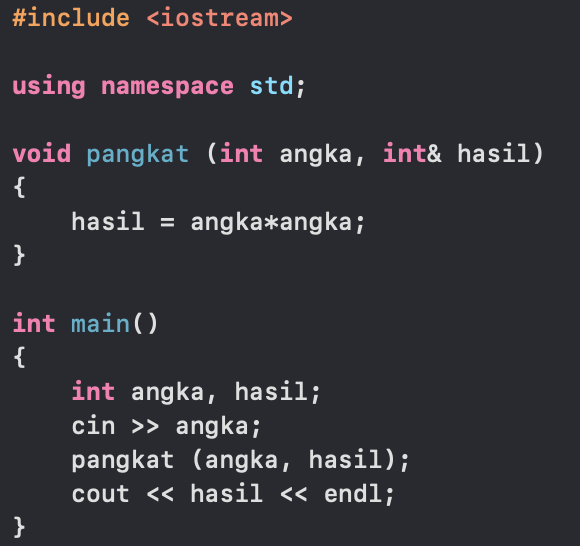 #include <iostream>
using namespace std;
void pangkat (int angka, int& hasil)
{
    hasil = angka*angka;
}
int main()
{
    int angka, hasil;
    cin >> angka;
    pangkat (angka, hasil);
    cout << hasil << endl;
}